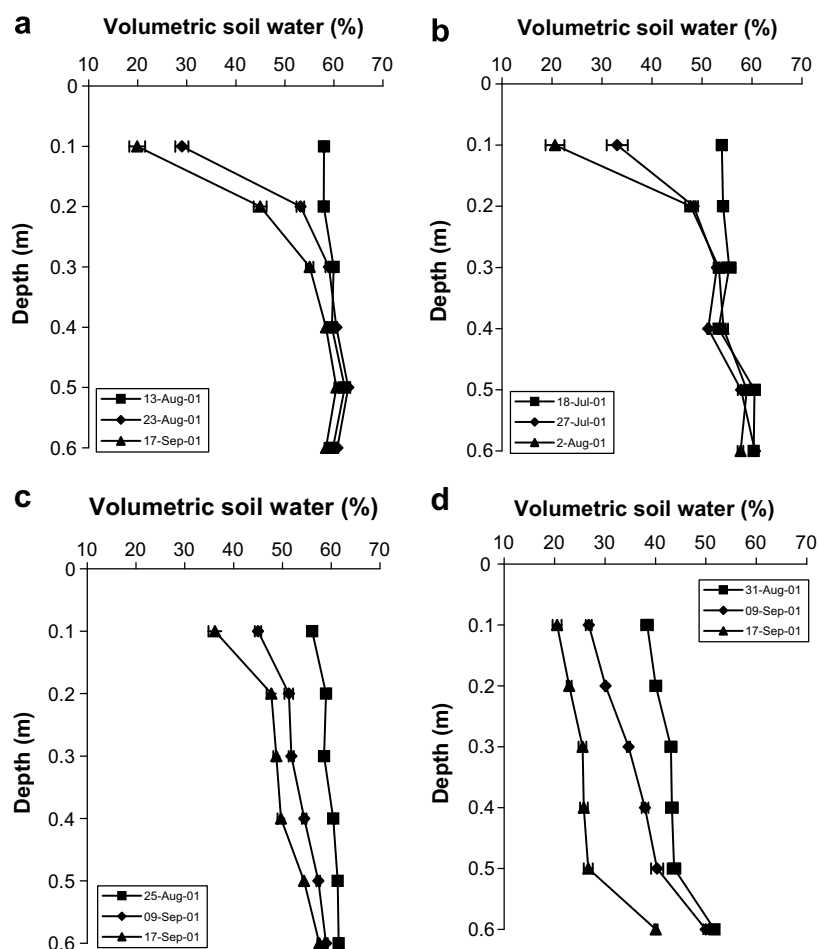 a
Volumetric soil water (%)
10 20 30 40 50 60 70
0
0.1
0.2
0.3
0.4
0.5
0.6
Depth (m)
13-Aug-01
23-Aug-01
17-Sep-01
b
Volumetric soil water (%)
10 20 30 40 50 60 70
0
0.1
0.2
0.3
0.4
0.5
0.6
Depth (m)
18-Jul-01
27-Jul-01
2-Aug-01
c
Volumetric soil water (%)
10 20 30 40 50 60 70
0
0.1
0.2
0.3
0.4
0.5
0.6
Depth (m)
25-Aug-01
09-Sep-01
17-Sep-01
d
Volumetric soil water (%)
10 20 30 40 50 60 70
0
0.1
0.2
0.3
0.4
0.5
0.6
Depth (m)
31-Aug-01
09-Sep-01
17-Sep-01